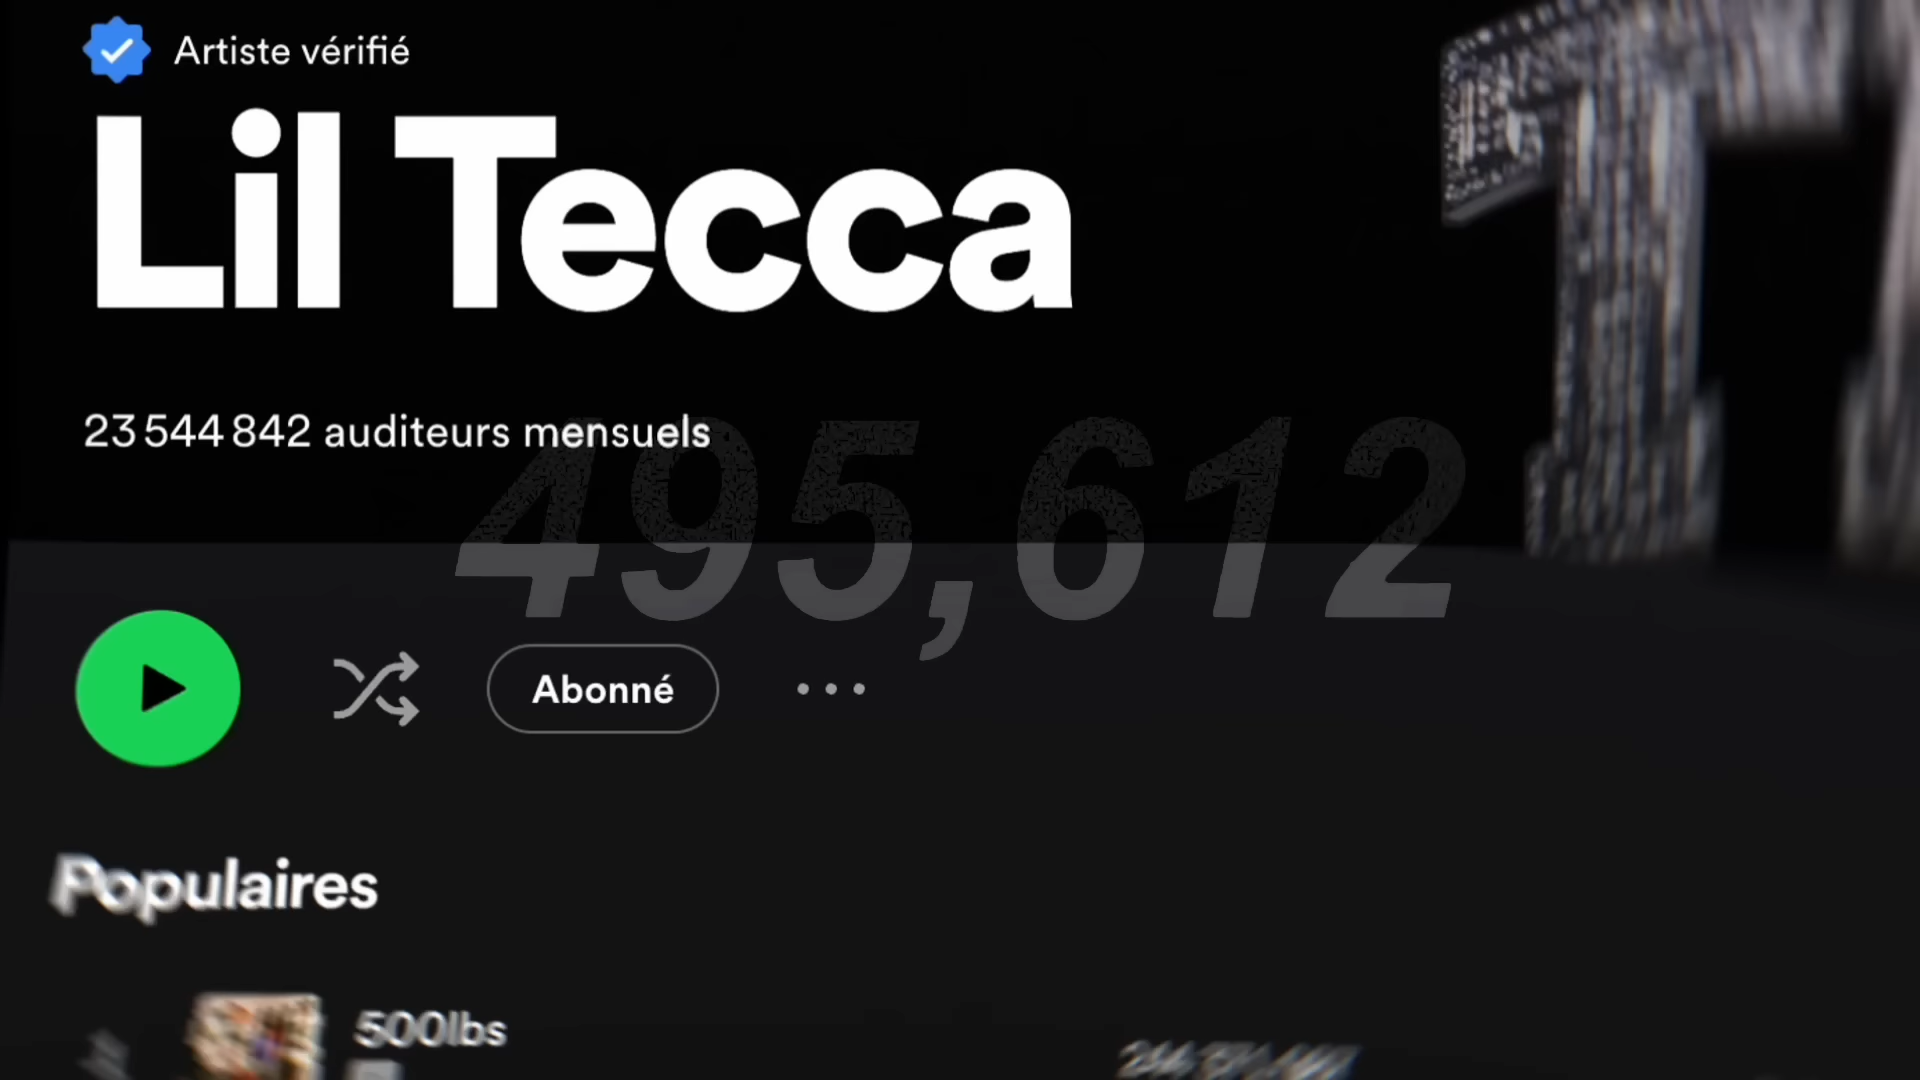 Artiste vérifié
Lil Tecca
23 544 842 auditeurs mensuels
495,612
Abonné
Populaires
500lbs